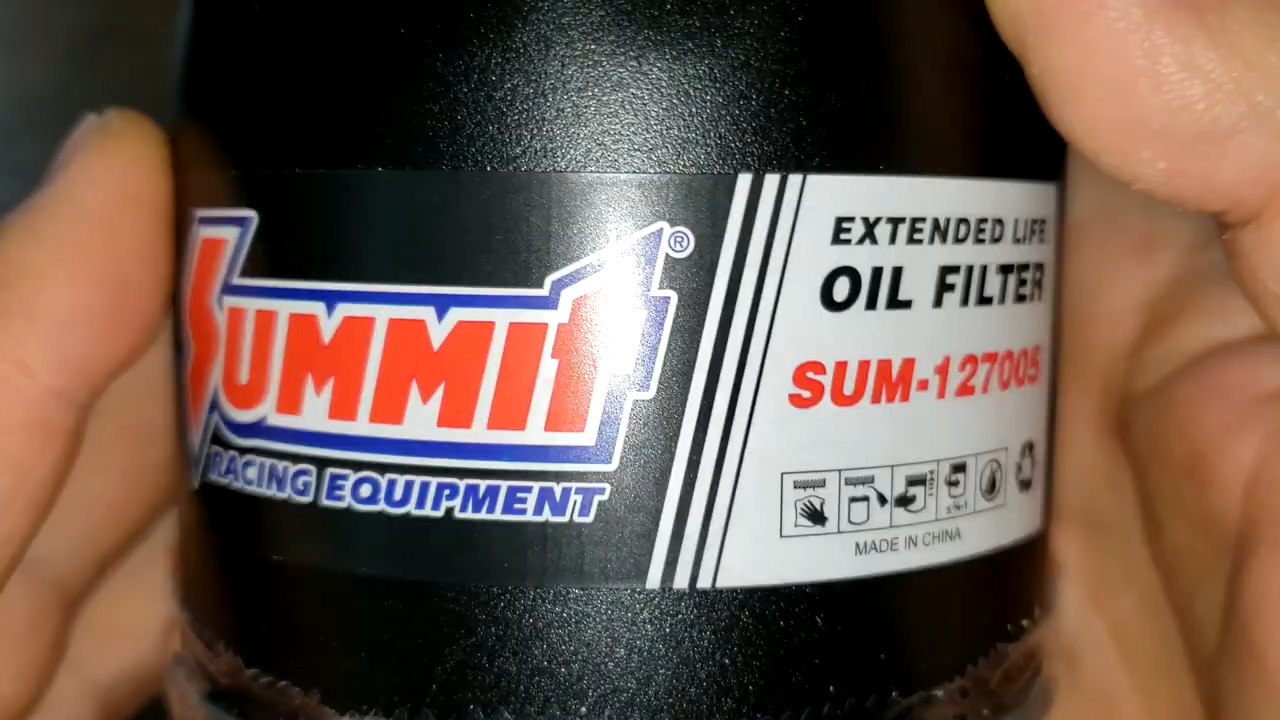 SUMMIT®
RACING EQUIPMENT
EXTENDED LIFE
OIL FILTER
SUM-127005
MADE IN CHINA